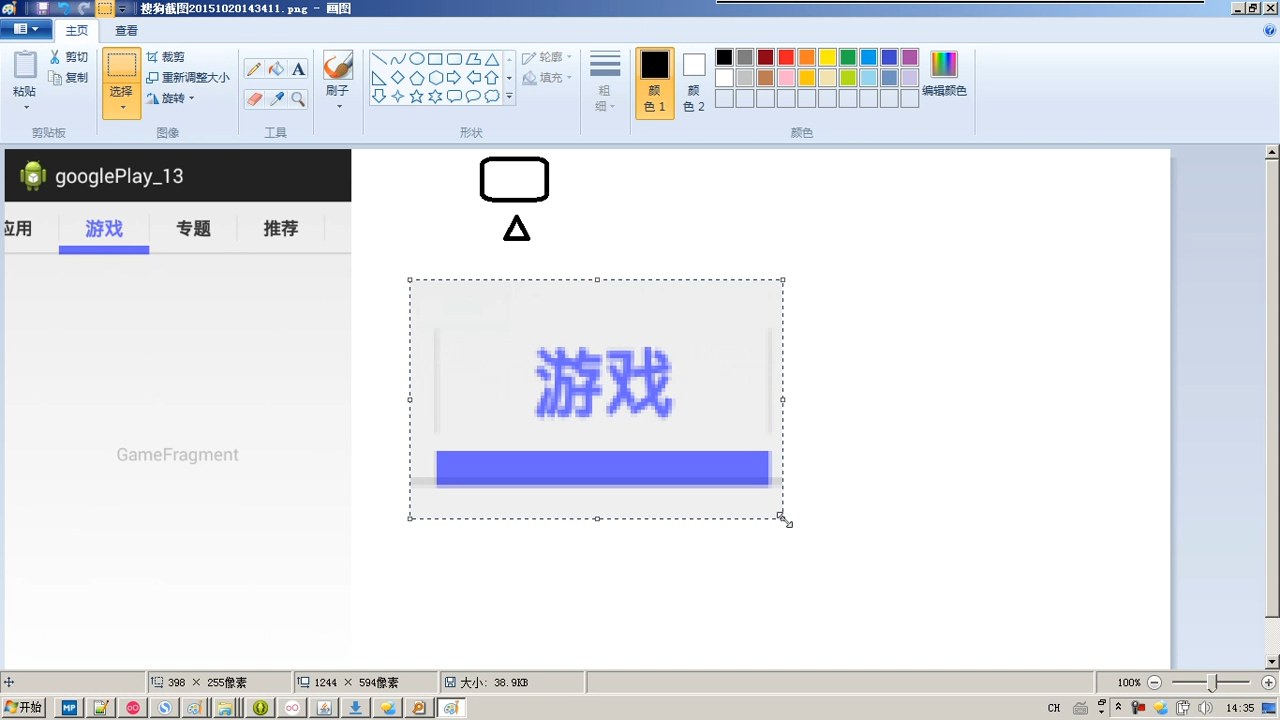 搜狗截图20151020143411.png - 画图
主页
查看
粘贴
剪切
复制
剪贴板
选择
裁剪
重新调整大小
旋转
图像
A
工具
刷子
轮廓
填充
形状
粗
细
颜
色 1
颜
色 2
编辑颜色
颜色
googlePlay_13
应用
游戏
专题
推荐
GameFragment
游戏
398 × 255像素
1244 × 594像素
大小: 38.9KB
100%
开始
MP
CH
14:35